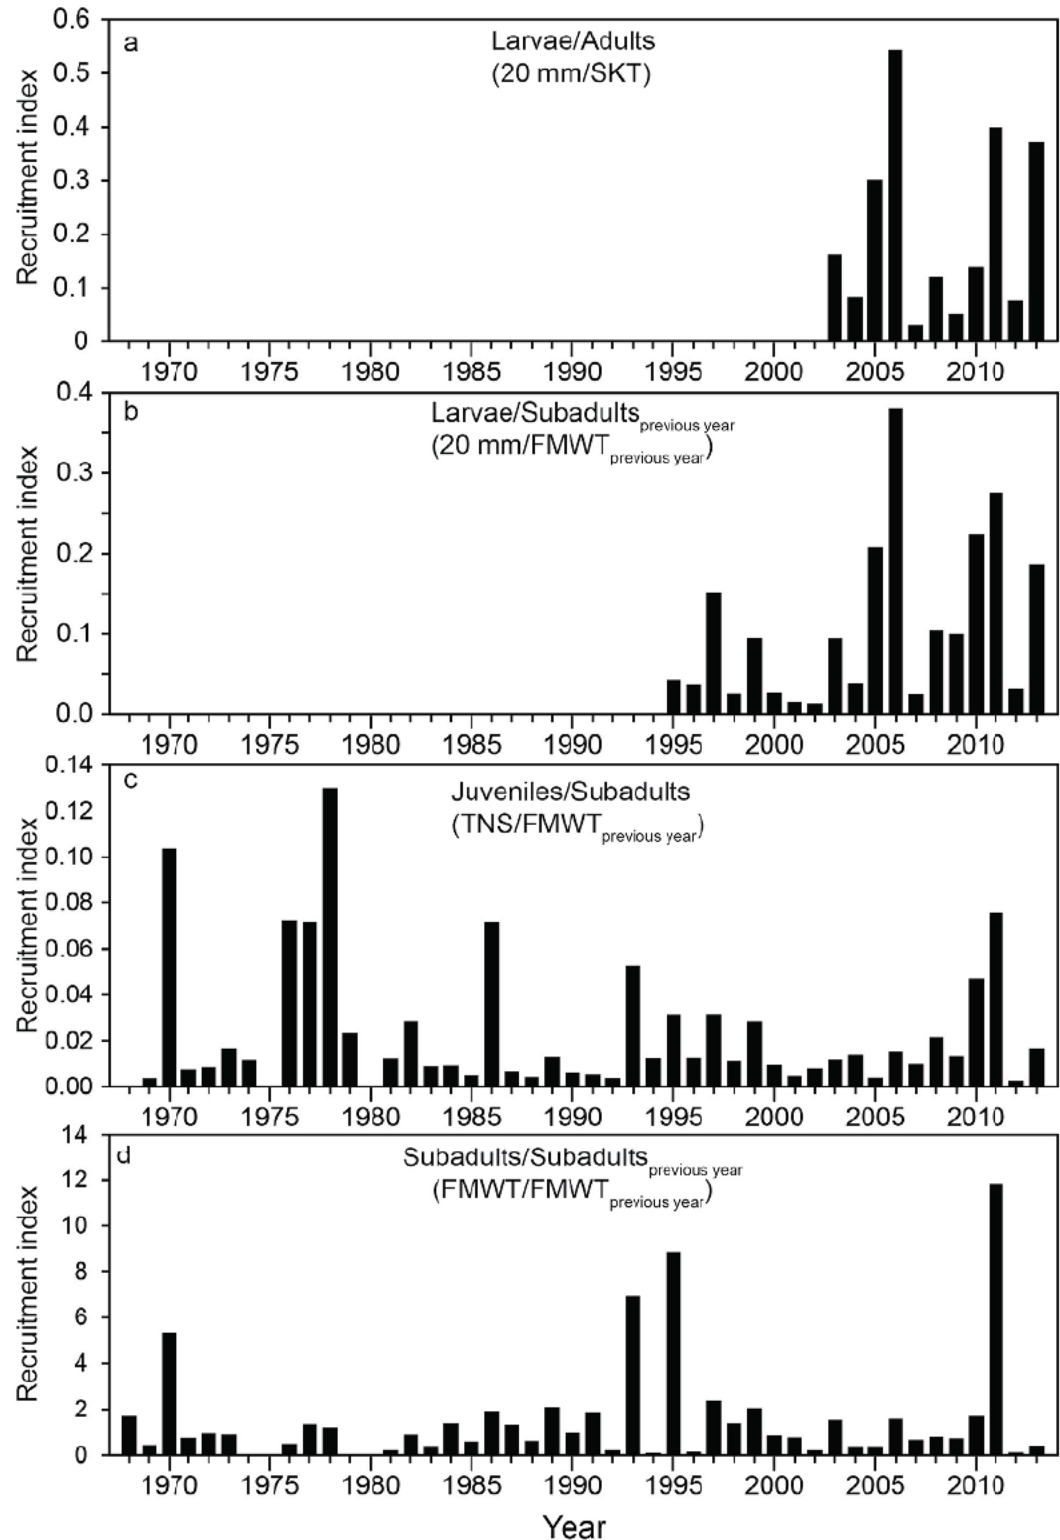 a
Larvae/Adults
(20 mm/SKT)
Recruitment index
0.6
0.5
0.4
0.3
0.2
0.1
0
1970 1975 1980 1985 1990 1995 2000 2005 2010
b
Larvae/Subadults previous year
(20 mm/FMWT previous year)
Recruitment index
0.4
0.3
0.2
0.1
0.0
1970 1975 1980 1985 1990 1995 2000 2005 2010
c
Juveniles/Subadults
(TNS/FMWT previous year)
Recruitment index
0.14
0.12
0.10
0.08
0.06
0.04
0.02
0.00
1970 1975 1980 1985 1990 1995 2000 2005 2010
d
Subadults/Subadults previous year
(FMWT/FMWT previous year)
Recruitment index
14
12
10
8
6
4
2
0
1970 1975 1980 1985 1990 1995 2000 2005 2010
Year